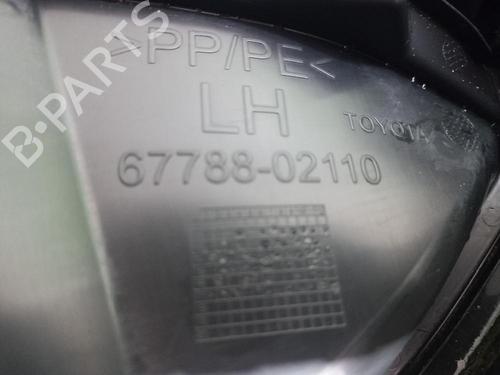 >PP/PE<
LH
TOYOTA
67788-02110
B-PARTS